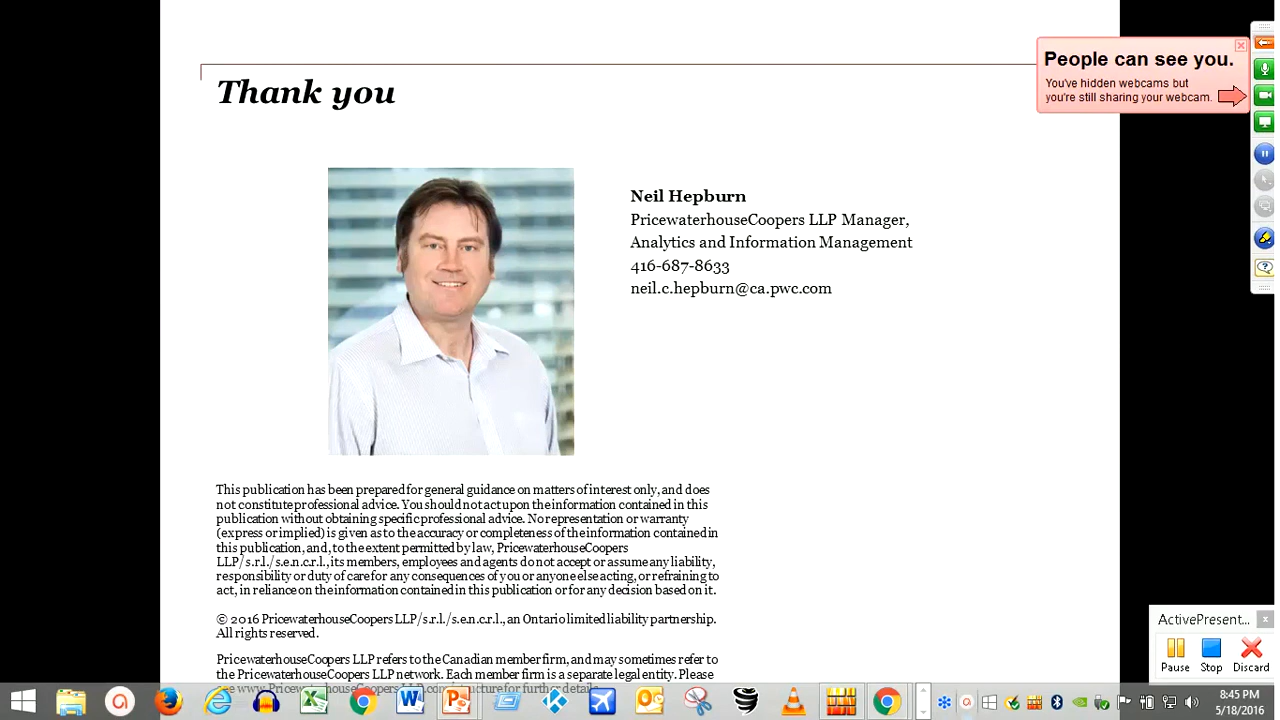 Thank you
People can see you.
You've hidden webcams but
you're still sharing your webcam.
Neil Hepburn
PricewaterhouseCoopers LLP Manager,
Analytics and Information Management
416-687-8633
neil.c.hepburn@ca.pwc.com
This publication has been prepared for general guidance on matters of interest only, and does
not constitute professional advice. You should not act upon the information contained in this
publication without obtaining specific professional advice. No representation or warranty
(express or implied) is given as to the accuracy or completeness of the information contained in
this publication, and, to the extent permitted by law, PricewaterhouseCoopers
LLP/s.r.l./s.e.n.c.r.l., its members, employees and agents do not accept or assume any liability,
responsibility or duty of care for any consequences of you or anyone else acting, or refraining to
act, in reliance on the information contained in this publication or for any decision based on it.
© 2016 PricewaterhouseCoopers LLP/s.r.l./s.e.n.c.r.l., an Ontario limited liability partnership.
All rights reserved.
PricewaterhouseCoopers LLP refers to the Canadian member firm, and may sometimes refer to
the PricewaterhouseCoopers LLP network. Each member firm is a separate legal entity. Please
ActivePresent... x
Pause Stop Discard
8:45 PM
5/18/2016